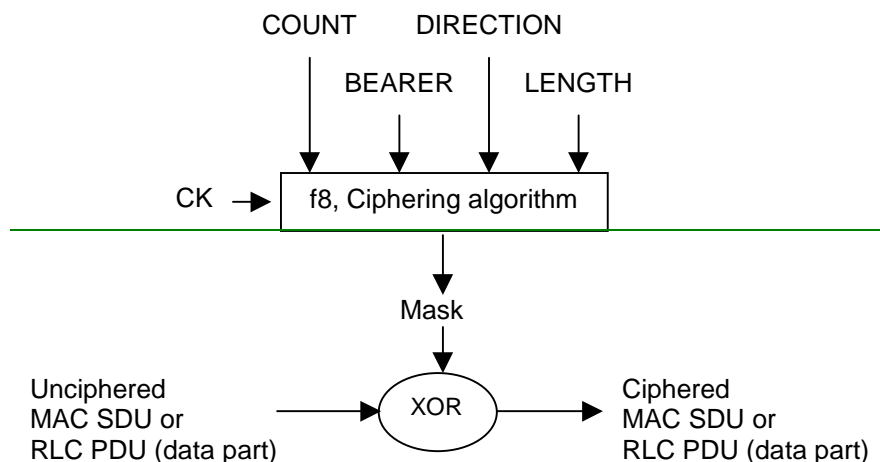 COUNT DIRECTION
BEARER LENGTH
CK f8, Ciphering algorithm
Mask
XOR
Unciphered
MAC SDU or
RLC PDU (data part)
Ciphered
MAC SDU or
RLC PDU (data part)